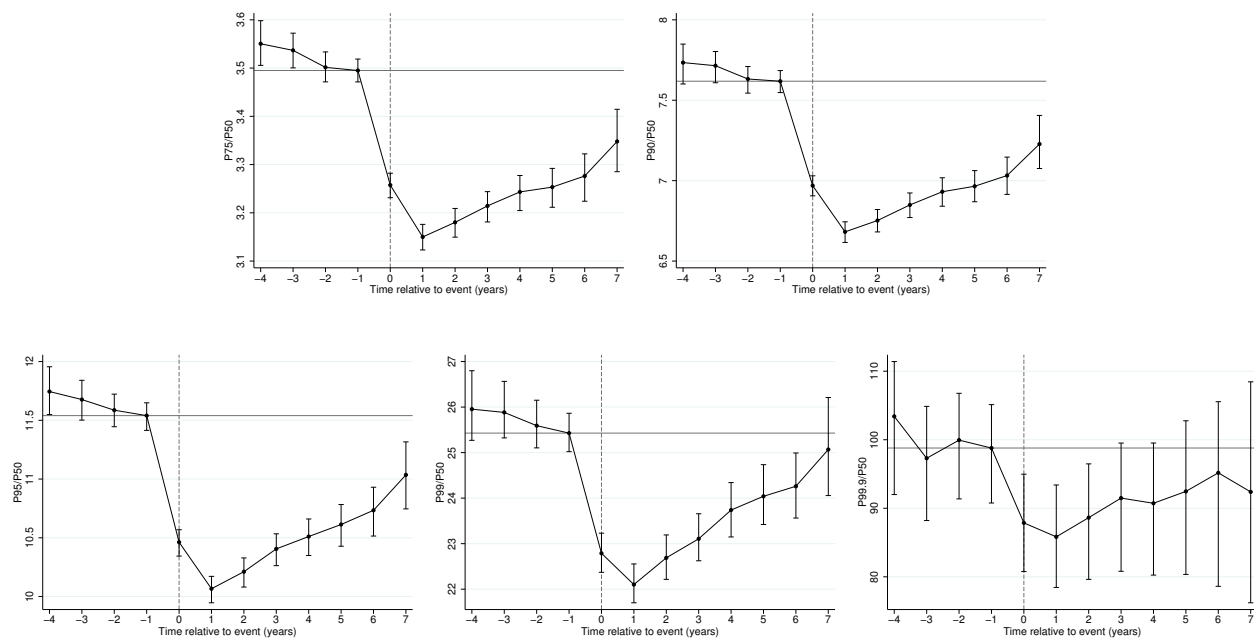 3.6
3.5
3.4
3.3
3.2
3.1
P75/P50
−4 −3 −2 −1 0 1 2 3 4 5 6 7
Time relative to event (years)
8
7.5
7
6.5
P90/P50
−4 −3 −2 −1 0 1 2 3 4 5 6 7
Time relative to event (years)
12
11.5
11
10.5
10
P95/P50
−4 −3 −2 −1 0 1 2 3 4 5 6 7
Time relative to event (years)
27
26
25
24
23
22
P99/P50
−4 −3 −2 −1 0 1 2 3 4 5 6 7
Time relative to event (years)
110
100
90
80
P99.9/P50
−4 −3 −2 −1 0 1 2 3 4 5 6 7
Time relative to event (years)